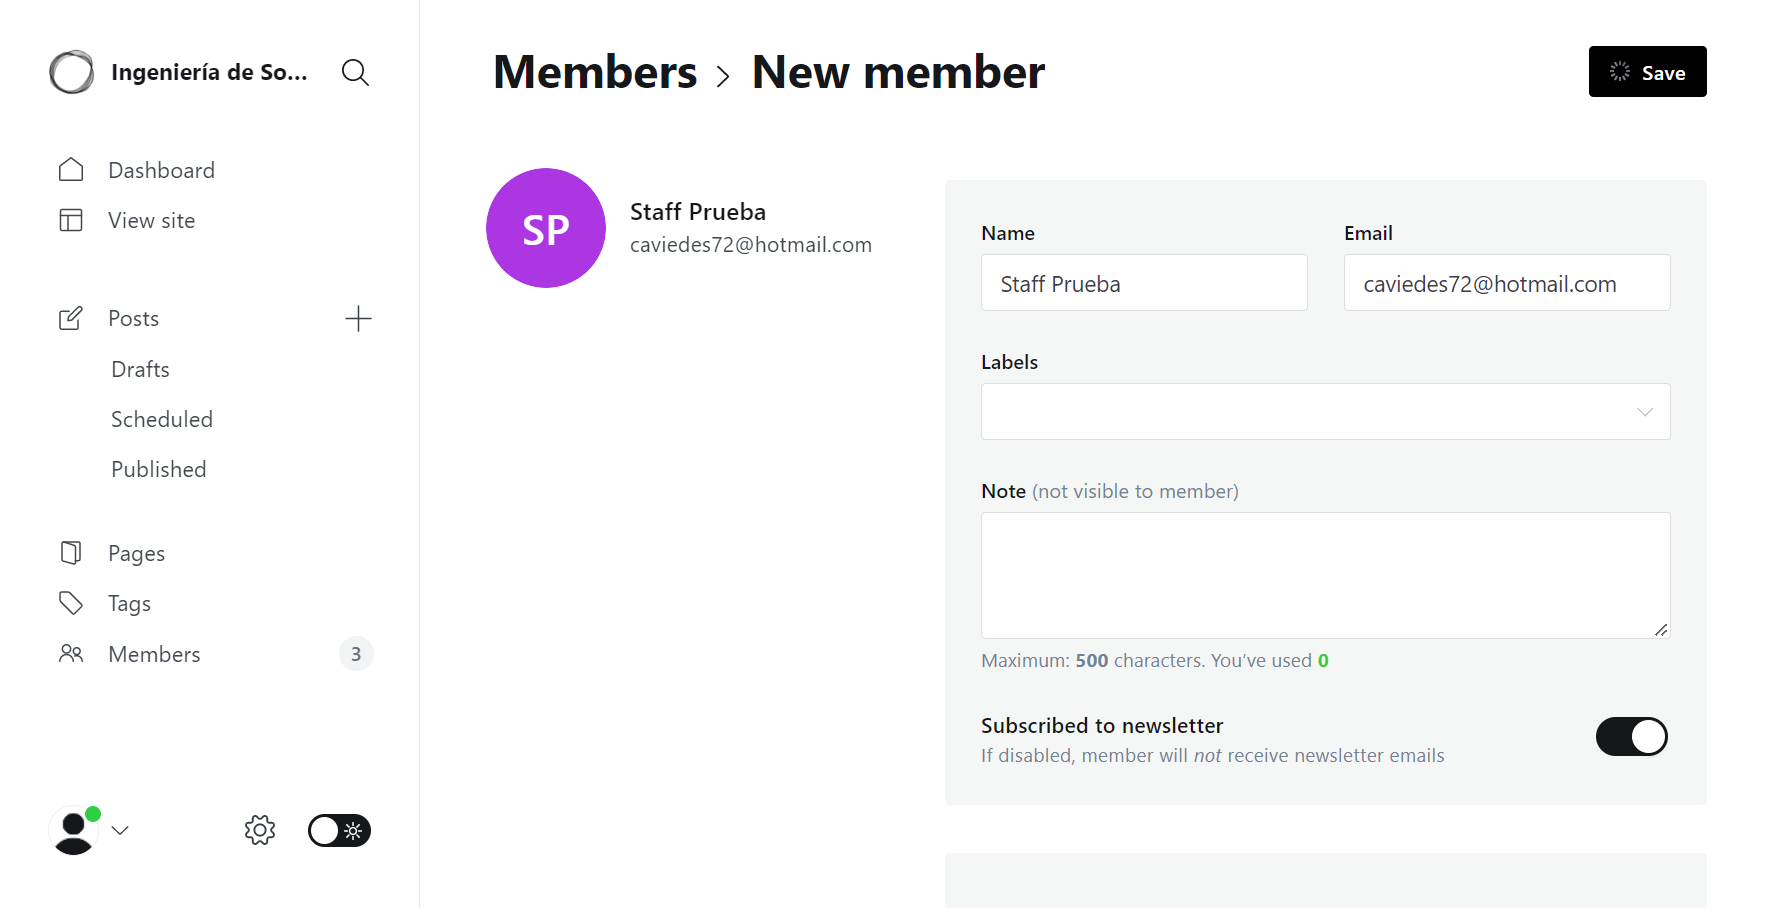 Ingeniería de So...
Dashboard
View site
Posts
Drafts
Scheduled
Published
Pages
Tags
Members
3
Members > New member
Save
SP
Staff Prueba
caviedes72@hotmail.com
Name
Email
Staff Prueba
caviedes72@hotmail.com
Labels
Note (not visible to member)
Maximum: 500 characters. You've used 0
Subscribed to newsletter
If disabled, member will not receive newsletter emails